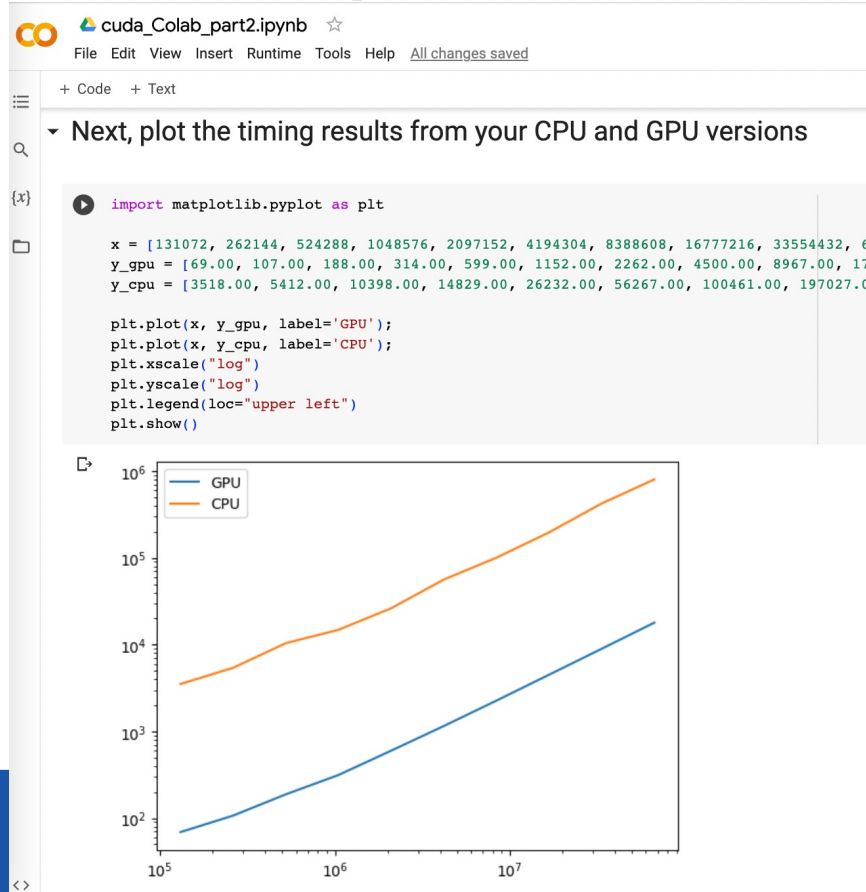 cuda_Colab_part2.ipynb
File Edit View Insert Runtime Tools Help All changes saved
+ Code + Text
Next, plot the timing results from your CPU and GPU versions
{x}
import matplotlib.pyplot as plt
x = [131072, 262144, 524288, 1048576, 2097152, 4194304, 8388608, 16777216, 33554432,
y_gpu = [69.00, 107.00, 188.00, 314.00, 599.00, 1152.00, 2262.00, 4500.00, 8967.00, 17
y_cpu = [3518.00, 5412.00, 10398.00, 14829.00, 26232.00, 56267.00, 100461.00, 197027.0
plt.plot(x, y_gpu, label='GPU');
plt.plot(x, y_cpu, label='CPU');
plt.xscale("log")
plt.yscale("log")
plt.legend(loc="upper left")
plt.show()
GPU
CPU
10⁶
10⁵
10⁴
10³
10²
10⁵ 10⁶ 10⁷
<>